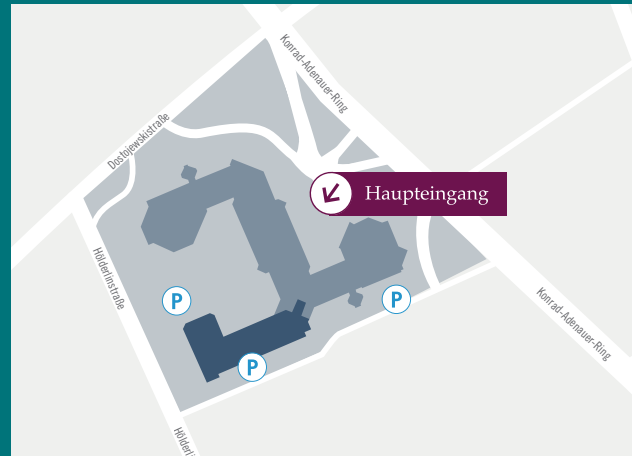 Konrad-Adenauer-Ring
Dostojewskistraße
Haupteingang
Hölderlinstraße
P
P
Konrad-Adenauer-Ring
P